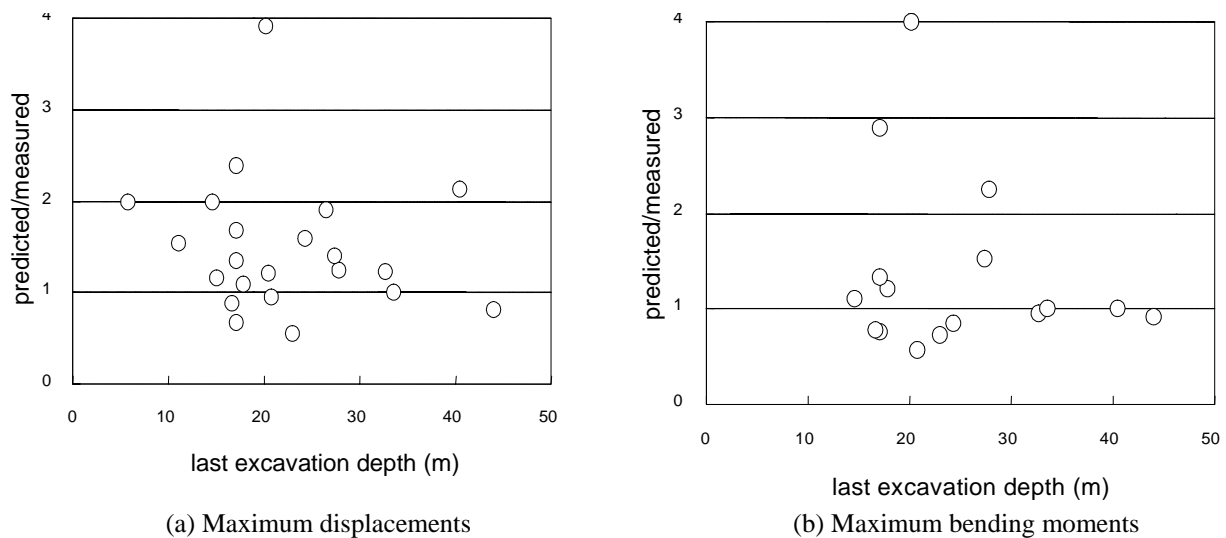 4
3
2
1
0
predicted/measured
0 10 20 30 40 50
last excavation depth (m)
(a) Maximum displacements
4
3
2
1
0
predicted/measured
0 10 20 30 40 50
last excavation depth (m)
(b) Maximum bending moments